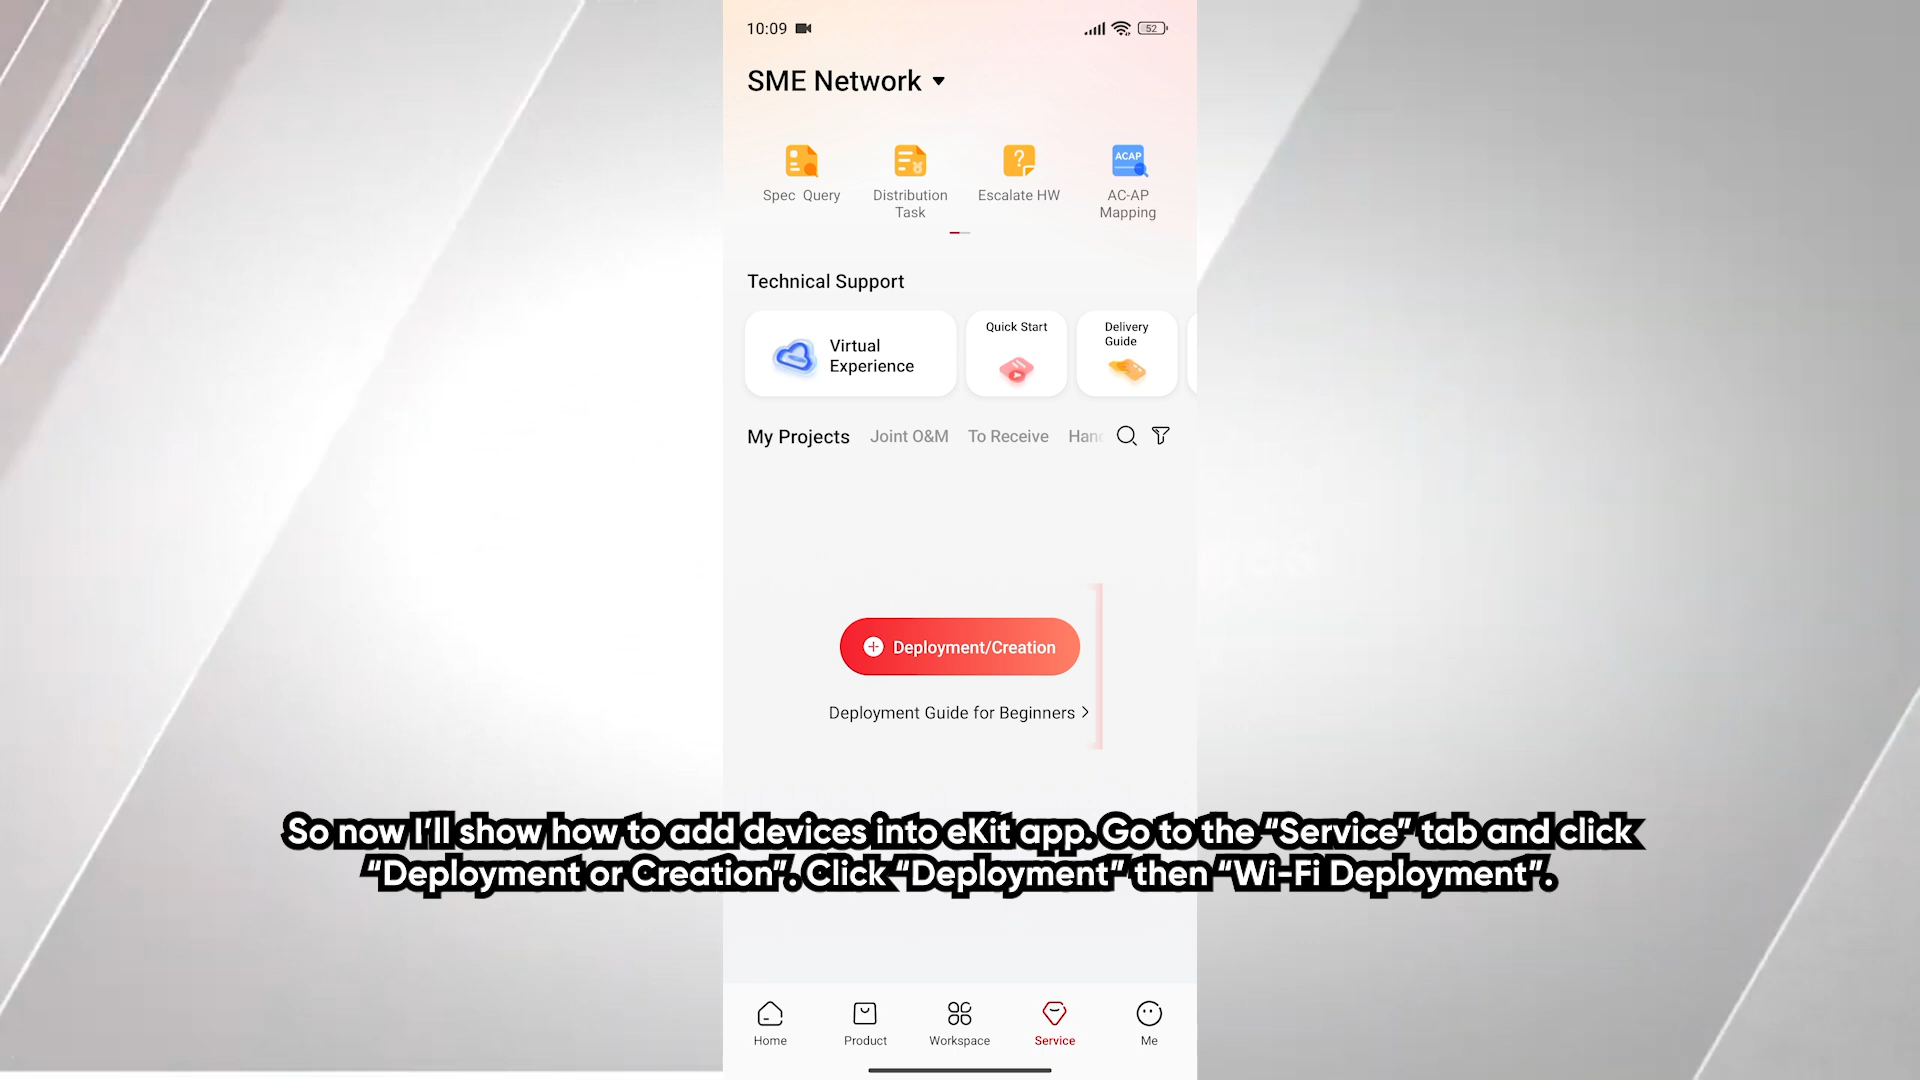 10:09
52
SME Network
Spec Query
Distribution
Task
Escalate HW
ACAP
AC-AP
Mapping
Technical Support
Virtual
Experience
Quick Start
Delivery
Guide
My Projects
Joint O&M
To Receive
Han
Deployment/Creation
Deployment Guide for Beginners >
So now I'll show how to add devices into eKit app. Go to the “Service” tab and click
“Deployment or Creation”. Click “Deployment” then “Wi-Fi Deployment”.
Home
Product
Workspace
Service
Me